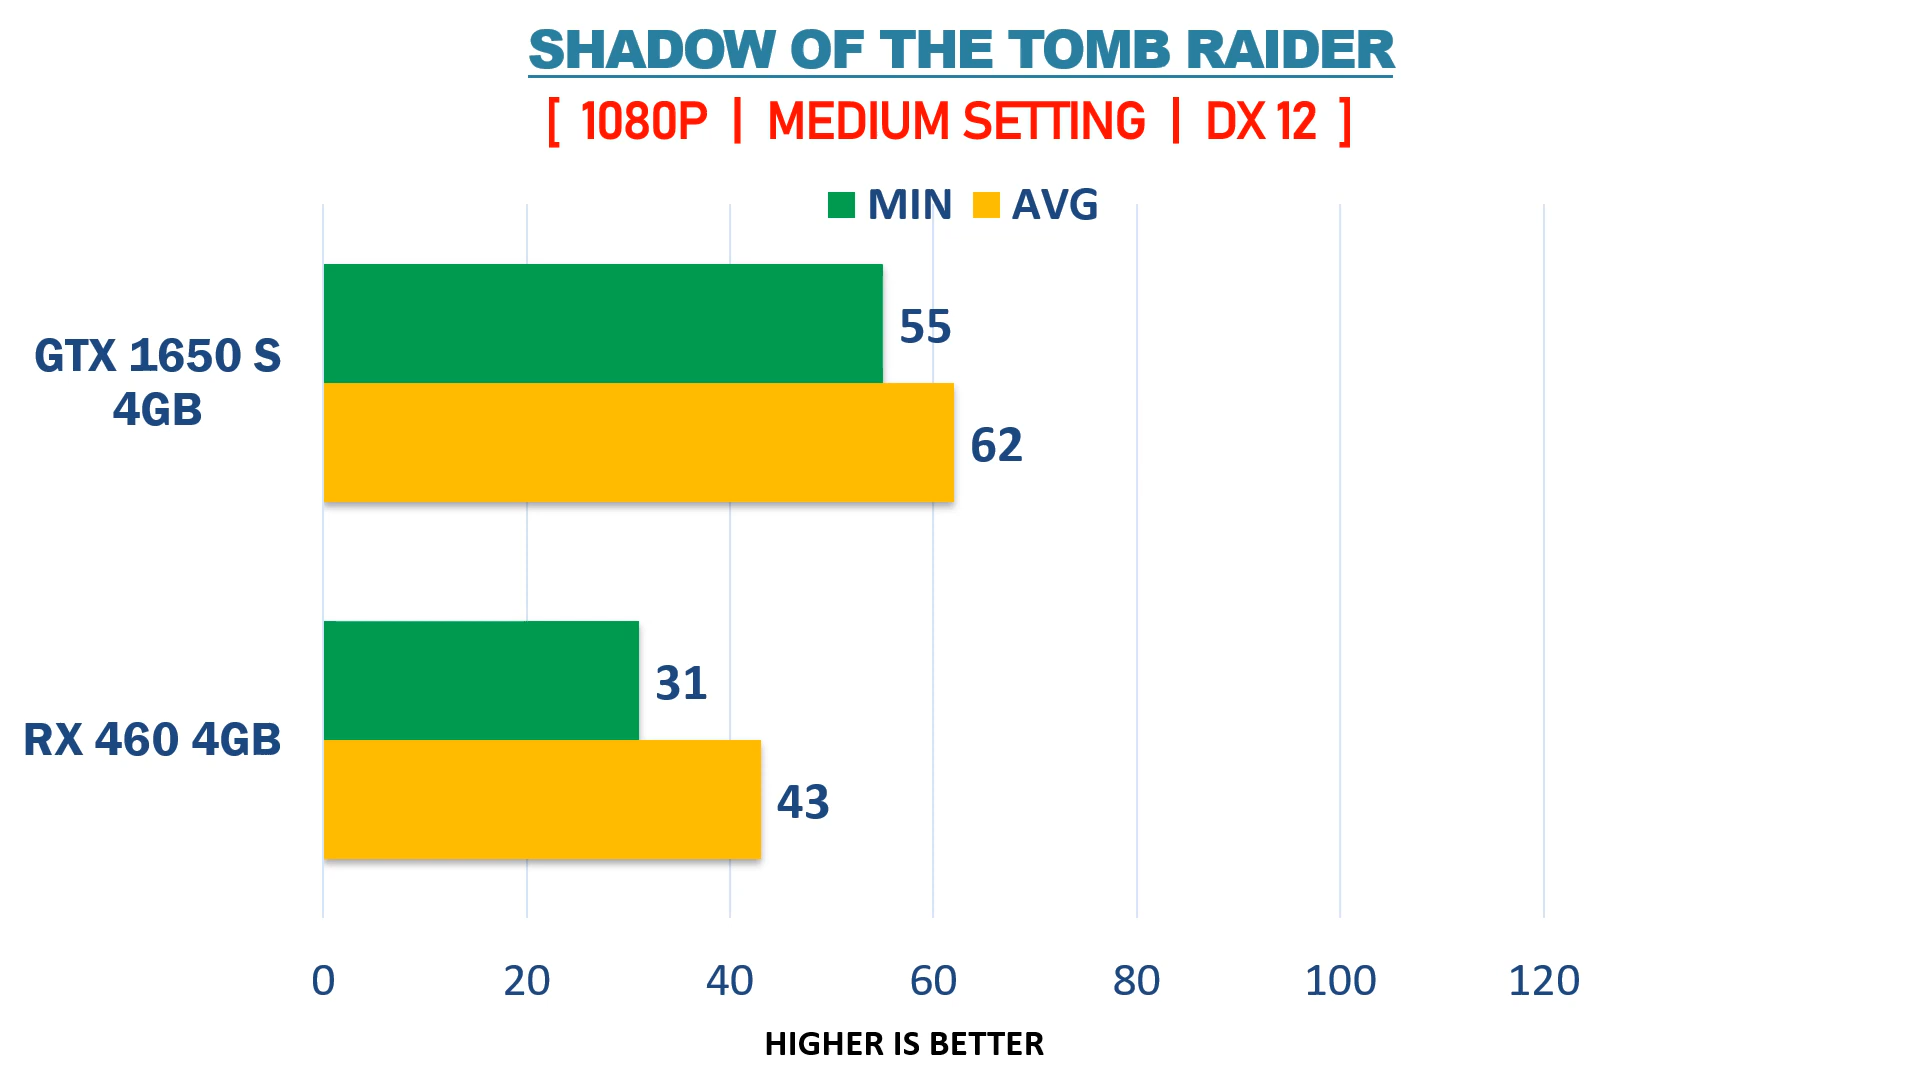 SHADOW OF THE TOMB RAIDER
[ 1080P | MEDIUM SETTING | DX 12 ]
MIN AVG
GTX 1650 S
4GB
55
62
RX 460 4GB
31
43
0 20 40 60 80 100 120
HIGHER IS BETTER